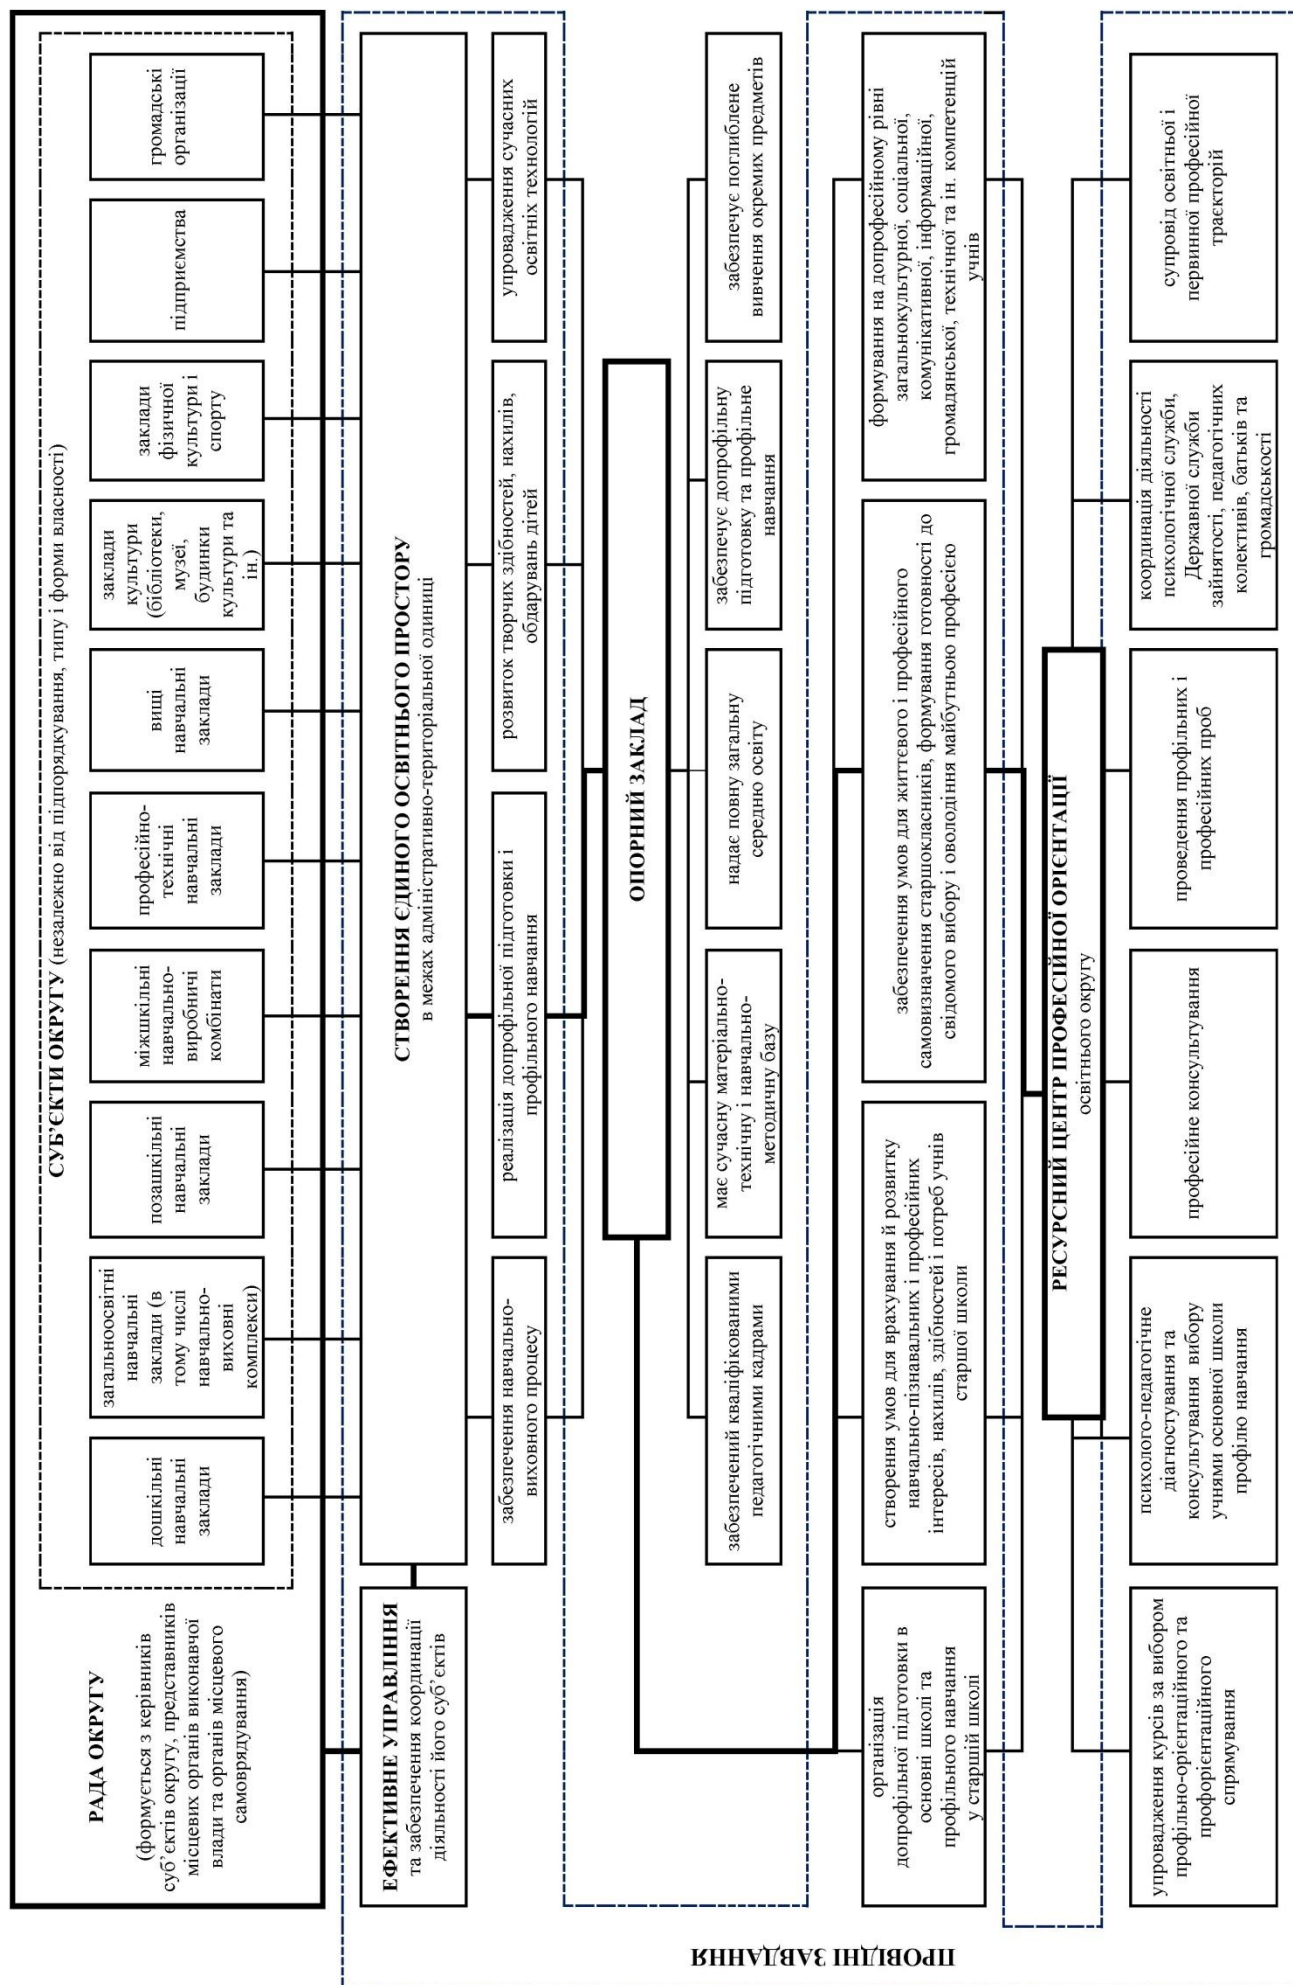 РАДА ОКРУГУ
(формується з керівників
суб’єктів округу, представників
місцевих органів виконавчої
влади та органів місцевого
самоврядування)
СУБ’ЄКТИ ОКРУГУ (незалежно від підпорядкування, типу і форми власності)
дошкільні
навчальні
заклади
загальноосвітні
навчальні
заклади (в
тому числі
навчально-
виховні
комплекси)
позашкільні
навчальні
заклади
міжшкільні
навчально-
виробничі
комбінати
професійно-
технічні
навчальні
заклади
вищі
навчальні
заклади
заклади
культури
(бібліотеки,
музеї,
будинки
культури та
ін.)
заклади
фізичної
культури і
спорту
підприємства
громадські
організації
ЕФЕКТИВНЕ УПРАВЛІННЯ
та забезпечення координації
діяльності його суб’єктів
СТВОРЕННЯ ЄДИНОГО ОСВІТНЬОГО ПРОСТОРУ
в межах адміністративно-територіальної одиниці
забезпечення навчально-
виховного процесу
реалізація допрофільної підготовки і
профільного навчання
розвиток творчих здібностей, нахилів,
обдарувань дітей
упровадження сучасних
освітніх технологій
ОПОРНИЙ ЗАКЛАД
забезпечений кваліфікованими
педагогічними кадрами
має сучасну матеріально-
технічну і навчально-
методичну базу
надає повну загальну
середню освіту
забезпечує допрофільну
підготовку та профільне
навчання
забезпечує поглиблене
вивчення окремих предметів
ПРОВІДНІ ЗАВДАННЯ
організація
допрофільної підготовки в
основні школі та
профільного навчання
у старшій школі
створення умов для врахування й розвитку
навчально-пізнавальних і професійних
інтересів, нахилів, здібностей і потреб учнів
старшої школи
забезпечення умов для життєвого і професійного
самовизначення старшокласників, формування готовності до
свідомого вибору і оволодіння майбутньою професією
формування на допрофесійному рівні
загальнокультурної, соціальної,
комунікативної, інформаційної,
громадянської, технічної та ін. компетенцій
учнів
РЕСУРСНИЙ ЦЕНТР ПРОФЕСІЙНОЇ ОРІЄНТАЦІЇ
освітнього округу
упровадження курсів за вибором
профільно-орієнтаційного та
профорієнтаційного
спрямування
психолого-педагогічне
діагностування та
консультування вибору
учнями основної школи
профілю навчання
професійне консультування
проведення профільних і
професійних проб
координація діяльності
психологічної служби,
Державної служби
зайнятості, педагогічних
колективів, батьків та
громадськості
супровід освітньої і
первинної професійної
траєкторій